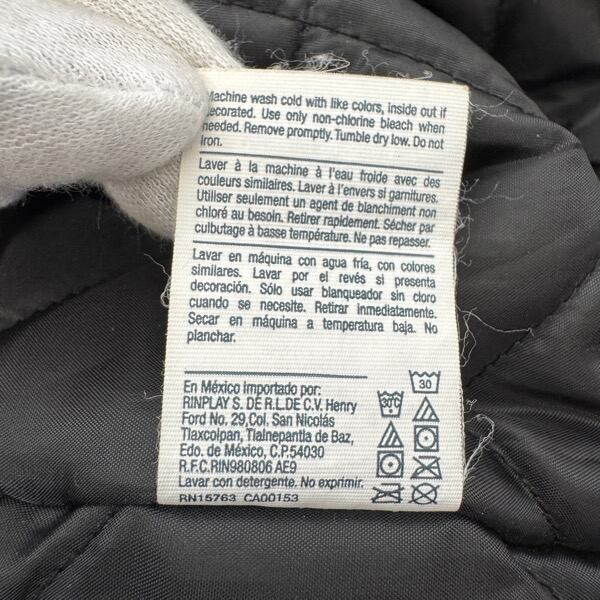 Machine wash cold with like colors, inside out if
decorated. Use only non-chlorine bleach when
needed. Remove promptly. Tumble dry low. Do not
iron.
Laver à la machine à l'eau froide avec des
couleurs similaires. Laver à l'envers si garnitures.
Utiliser seulement un agent de blanchiment non
chloré au besoin. Retirer rapidement. Sécher par
culbutage à basse température. Ne pas repasser.
Lavar en máquina con agua fría, con colores
similares. Lavar por el revés si presenta
decoración. Sólo usar blanqueador sin cloro
cuando se necesite. Retirar inmediatamente.
Secar en máquina a temperatura baja. No
planchar.
En México importado por:
RINPLAY S. DE R.L.DE C.V. Henry
Ford No. 29,Col, San Nicolás
Tlaxcolpan, Tlalnepantla de Baz,
Edo. de México, C.P.54030
R.F.C.RIN980806 AE9
Lavar con detergente. No exprimir.
RN15763 CA00153
30°C
30